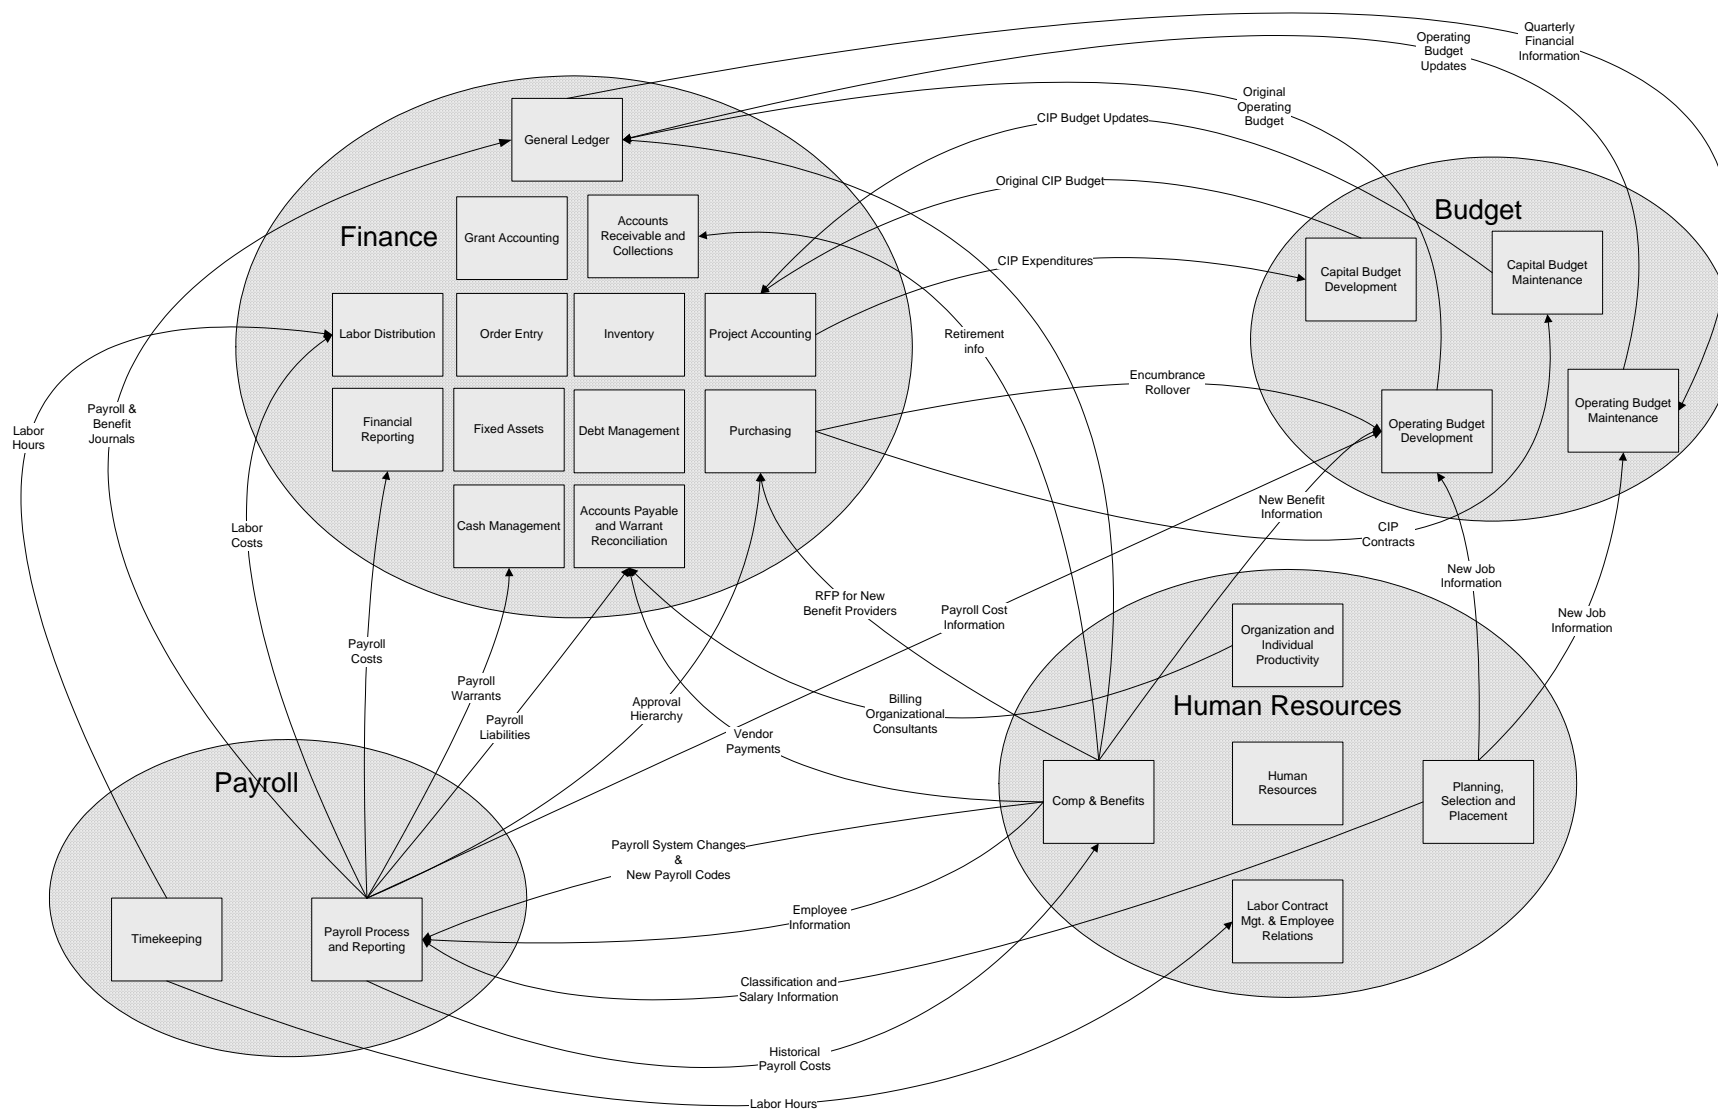 Quarterly
Financial
Information
Operating
Budget
Updates
Original
Operating
Budget
CIP Budget Updates
Original CIP Budget
CIP Expenditures
Finance
General Ledger
Grant Accounting
Accounts
Receivable and
Collections
Labor Distribution
Order Entry
Inventory
Project Accounting
Financial
Reporting
Fixed Assets
Debt Management
Purchasing
Cash Management
Accounts Payable
and Warrant
Reconciliation
Budget
Capital Budget
Development
Capital Budget
Maintenance
Operating Budget
Development
Operating Budget
Maintenance
Retirement
info
Encumbrance
Rollover
Labor
Hours
Payroll &
Benefit
Journals
Labor
Costs
New Benefit
Information
CIP
Contracts
New Job
Information
New Job
Information
RFP for New
Benefit Providers
Payroll Cost
Information
Payroll
Costs
Payroll
Warrants
Payroll
Liabilities
Approval
Hierarchy
Vendor
Payments
Billing
Organizational
Consultants
Human Resources
Organization and
Individual
Productivity
Comp & Benefits
Human
Resources
Planning,
Selection and
Placement
Labor Contract
Mgt. & Employee
Relations
Payroll
Timekeeping
Payroll Process
and Reporting
Payroll System Changes
&
New Payroll Codes
Employee
Information
Classification and
Salary Information
Historical
Payroll Costs
Labor Hours